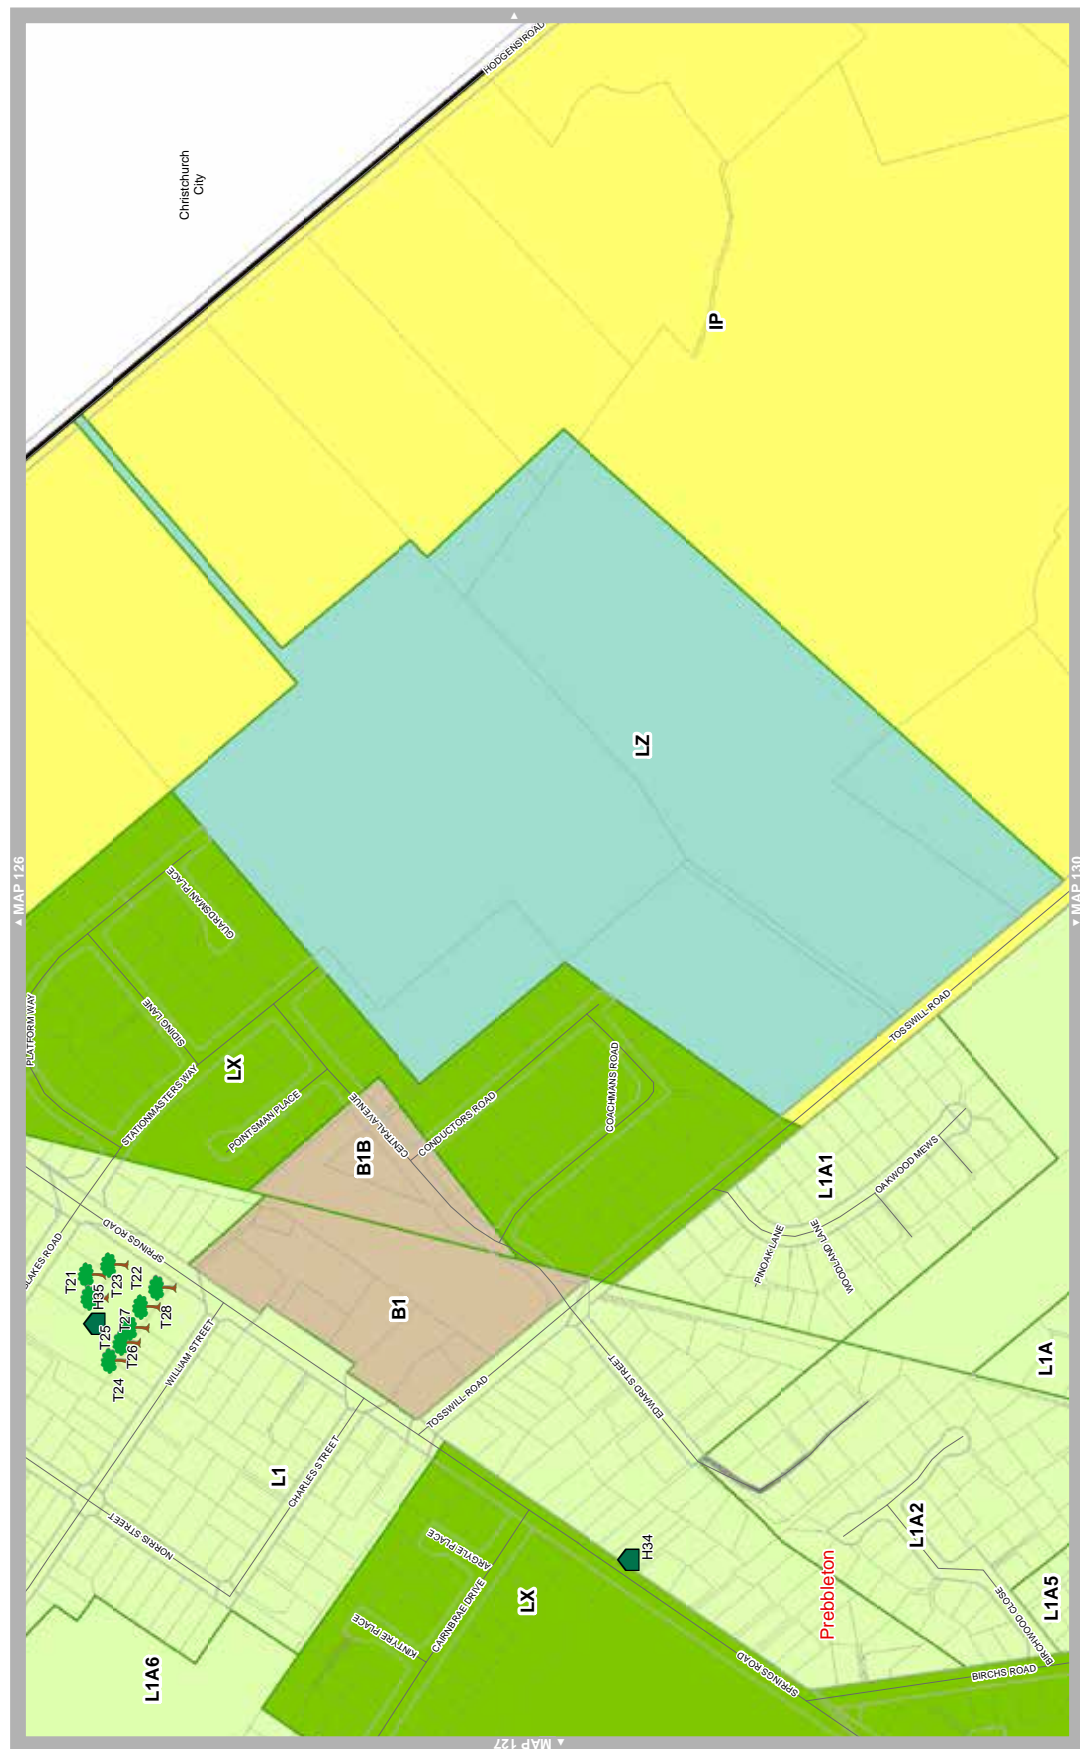 HODGENS ROAD
Christchurch
City
IP
LZ
MAP 126
MAP 130
GUARDSMAN PLACE
PLATFORM WAY
SIDING LANE
LX
STATIONMASTERS WAY
POINTSMAN PLACE
CENTRAL AVENUE
CONDUCTORS ROAD
COACHMANS ROAD
TOSSWILL ROAD
B1B
L1A1
OAKWOOD MEWS
PINOAK LANE
WOODLAND LANE
SPRINGS ROAD
T21
H35
T23
T22
T25
T27
T28
T26
T24
WILLIAM STREET
B1
TOSSWILL ROAD
EDWARD STREET
L1A
L1
CHARLES STREET
NORRIS STREET
ARGYLE PLACE
H34
L1A2
Prebbleton
LX
KINTYRE PLACE
CAIRNBRAE DRIVE
L1A5
BIRCHWOOD CLOSE
L1A6
SPRINGS ROAD
BIRCHS ROAD
MAP 127